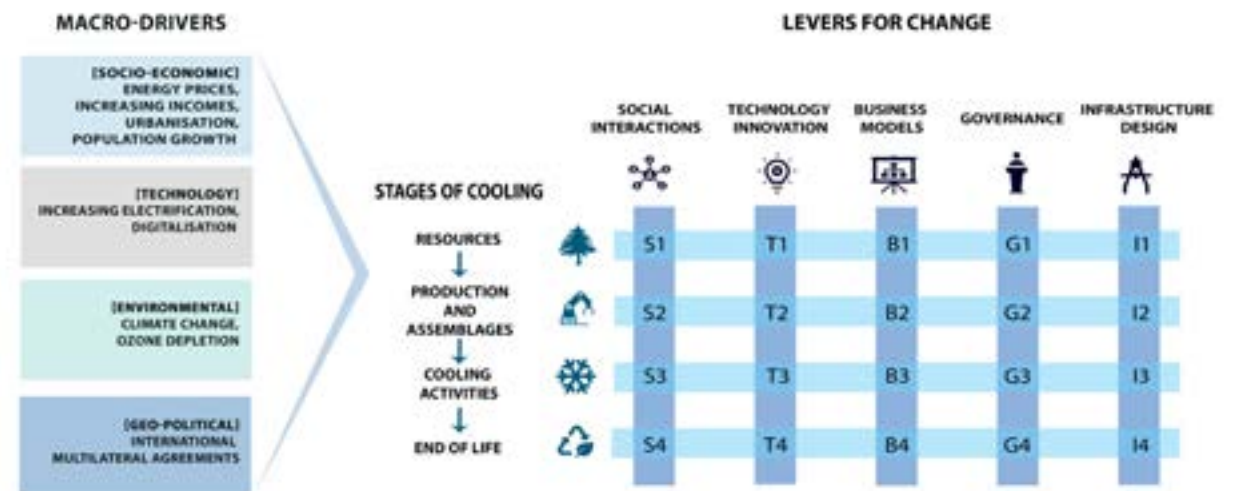 MACRO-DRIVERS
[SOCIO-ECONOMIC]
ENERGY PRICES,
INCREASING INCOMES,
URBANISATION,
POPULATION GROWTH
[TECHNOLOGY]
INCREASING ELECTRIFICATION,
DIGITALISATION
[ENVIRONMENTAL]
CLIMATE CHANGE,
OZONE DEPLETION
[GEO-POLITICAL]
INTERNATIONAL
MULTILATERAL AGREEMENTS
LEVERS FOR CHANGE
SOCIAL
INTERACTIONS
TECHNOLOGY
INNOVATION
BUSINESS
MODELS
GOVERNANCE
INFRASTRUCTURE
DESIGN
STAGES OF COOLING
RESOURCES
S1 T1 B1 G1 I1
PRODUCTION
AND
ASSEMBLAGES
S2 T2 B2 G2 I2
COOLING
ACTIVITIES
S3 T3 B3 G3 I3
END OF LIFE
S4 T4 B4 G4 I4